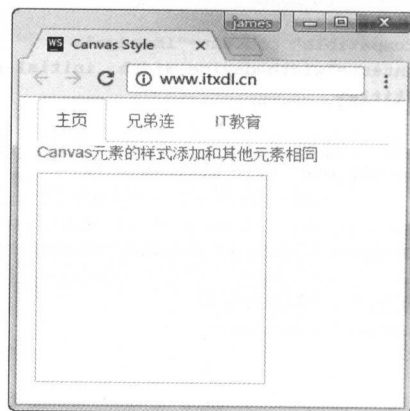 james
WS Canvas Style
www.itxdl.cn
主页 兄弟连 IT教育
Canvas元素的样式添加和其他元素相同